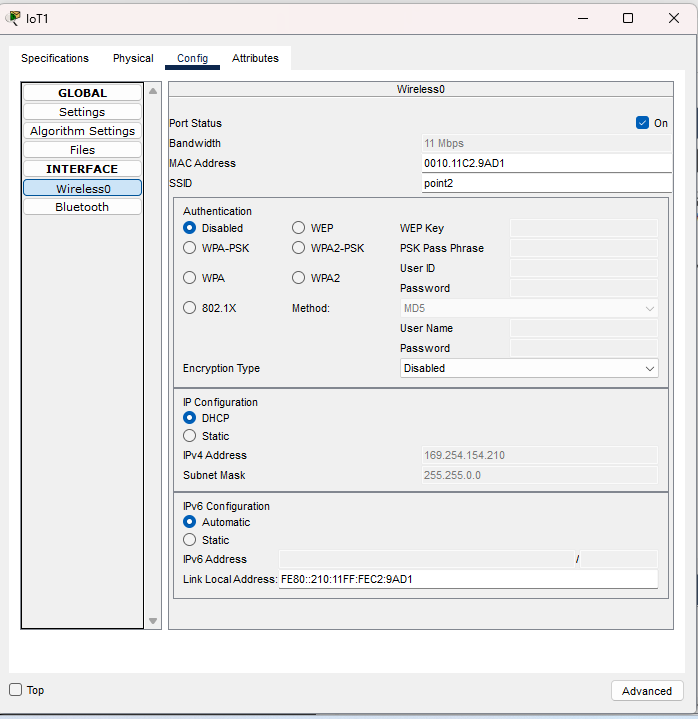 IoT1
Specifications Physical Config Attributes
GLOBAL
Settings
Algorithm Settings
Files
INTERFACE
Wireless0
Bluetooth
Wireless0
Port Status On
Bandwidth 11 Mbps
MAC Address 0010.11C2.9AD1
SSID point2
Authentication
Disabled WEP WEP Key
WPA-PSK WPA2-PSK PSK Pass Phrase
User ID
WPA WPA2
Password
802.1X Method: MD5
User Name
Password
Encryption Type Disabled
IP Configuration
DHCP
Static
IPv4 Address 169.254.154.210
Subnet Mask 255.255.0.0
IPv6 Configuration
Automatic
Static
IPv6 Address /
Link Local Address: FE80::210:11FF:FEC2:9AD1
Top Advanced